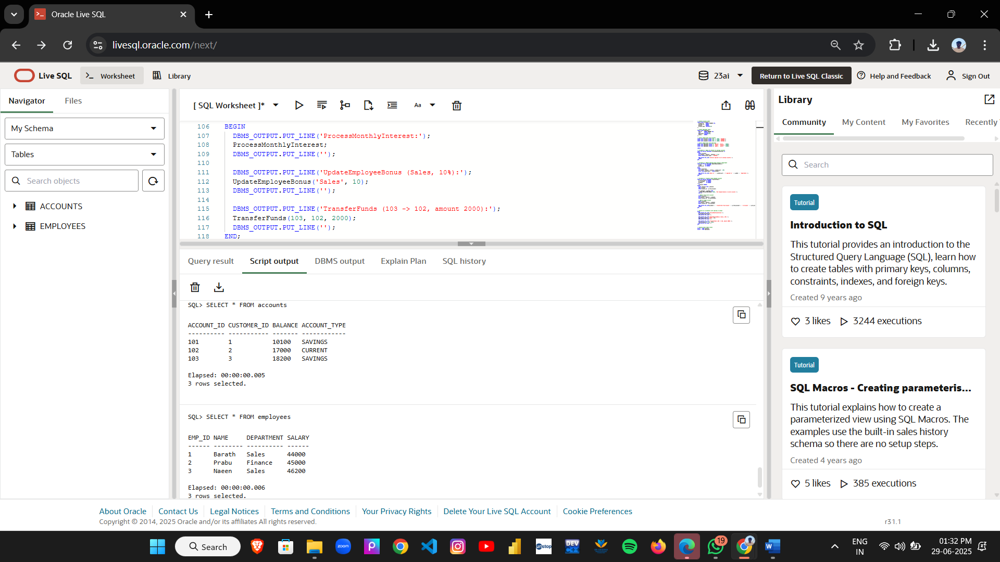 Oracle Live SQL
livesql.oracle.com/next/
Live SQL
Worksheet
Library
23ai
Return to Live SQL Classic
Help and Feedback
Sign Out
Navigator
Files
My Schema
Tables
Search objects
ACCOUNTS
EMPLOYEES
[ SQL Worksheet ]*
Aa
106 BEGIN
107 DBMS_OUTPUT.PUT_LINE('ProcessMonthlyInterest:');
108 ProcessMonthlyInterest;
109 DBMS_OUTPUT.PUT_LINE('');
110
111 DBMS_OUTPUT.PUT_LINE('UpdateEmployeeBonus (Sales, 10%):');
112 UpdateEmployeeBonus('Sales', 10);
113 DBMS_OUTPUT.PUT_LINE('');
114
115 DBMS_OUTPUT.PUT_LINE('TransferFunds (103 -> 102, amount 2000):');
116 TransferFunds(103, 102, 2000);
117 DBMS_OUTPUT.PUT_LINE('');
118 END;
Query result
Script output
DBMS output
Explain Plan
SQL history
SQL> SELECT * FROM accounts
ACCOUNT_ID CUSTOMER_ID BALANCE ACCOUNT_TYPE
---------- ----------- ------- ------------
101 1 10100 SAVINGS
102 2 17000 CURRENT
103 3 18200 SAVINGS
Elapsed: 00:00:00.005
3 rows selected.
SQL> SELECT * FROM employees
EMP_ID NAME DEPARTMENT SALARY
------ -------- ---------- ------
1 Barath Sales 44000
2 Prabu Finance 45000
3 Naeen Sales 46200
Elapsed: 00:00:00.006
3 rows selected.
Library
Community
My Content
My Favorites
Recently
Search
Tutorial
Introduction to SQL
This tutorial provides an introduction to the
Structured Query Language (SQL), learn how
to create tables with primary keys, columns,
constraints, indexes, and foreign keys.
Created 9 years ago
3 likes
3244 executions
Tutorial
SQL Macros - Creating parameteris...
This tutorial explains how to create a
parameterized view using SQL Macros. The
examples use the built-in sales history
schema so there are no setup steps.
Created 4 years ago
5 likes
385 executions
About Oracle
Contact Us
Legal Notices
Terms and Conditions
Your Privacy Rights
Delete Your Live SQL Account
Cookie Preferences
Copyright © 2014, 2025 Oracle and/or its affiliates All rights reserved.
r31.1
Search
zoom
unstop
DEV
19
ENG
IN
01:32 PM
29-06-2025